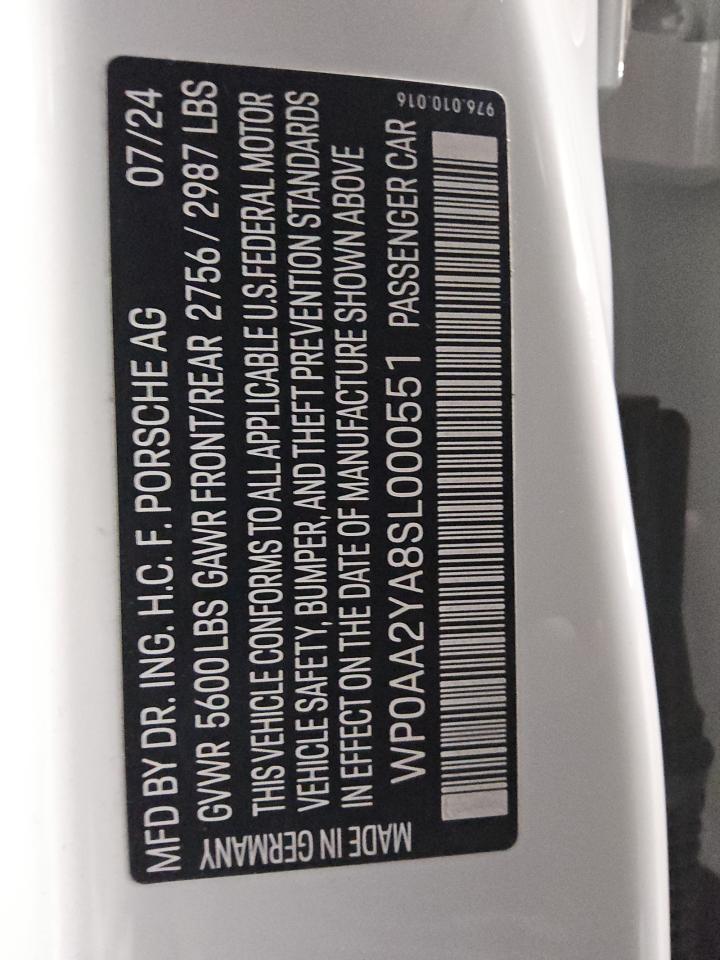 MFD BY DR. ING. H.C. F. PORSCHE AG 07/24
GVWR 5600 LBS GAWR FRONT/REAR 2756 / 2987 LBS
THIS VEHICLE CONFORMS TO ALL APPLICABLE U.S. FEDERAL MOTOR
VEHICLE SAFETY, BUMPER, AND THEFT PREVENTION STANDARDS
IN EFFECT ON THE DATE OF MANUFACTURE SHOWN ABOVE
WP0AA2YA8SL000551 PASSENGER CAR
MADE IN GERMANY
976.010.016